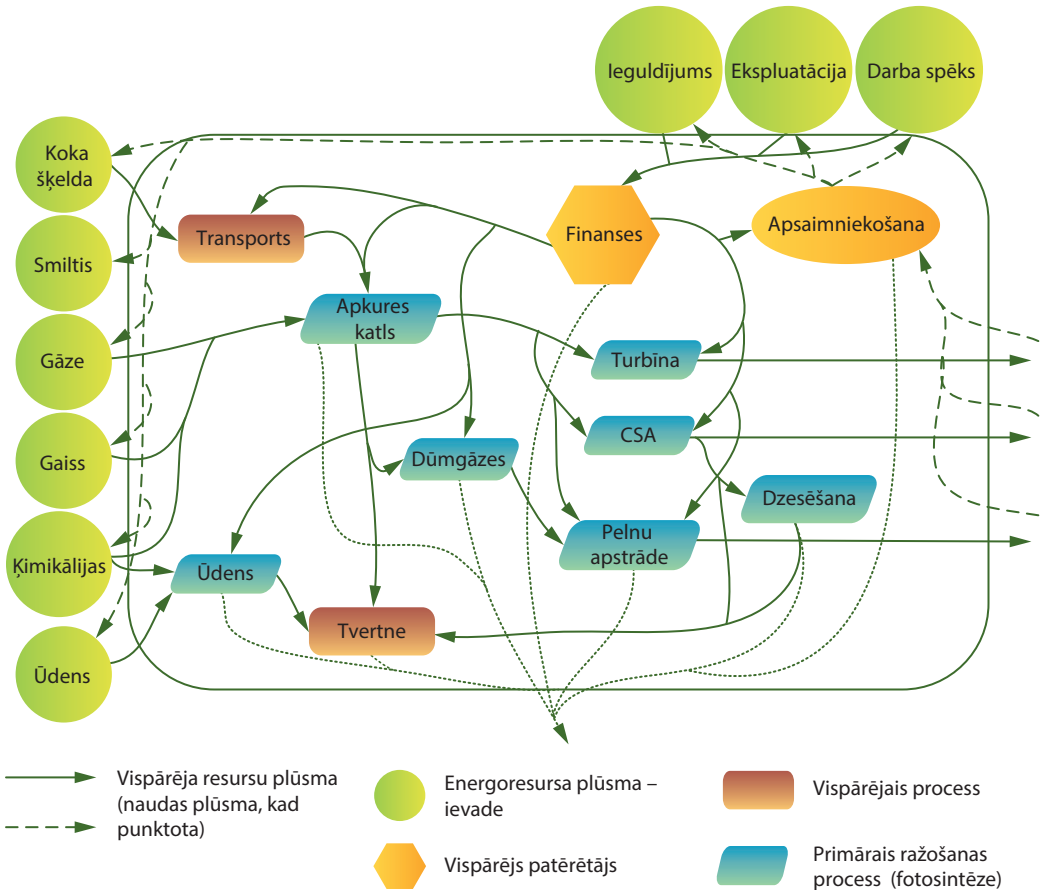 Ieguldījums
Ekspluatācija
Darba spēks
Koka
šķelda
Transports
Finanses
Apsaimniekošana
Smiltis
Apkures
katls
Gāze
Turbīna
CSA
Gaiss
Dūmgāzes
Dzesēšana
Pelnu
apstrāde
Ķimikālijas
Ūdens
Tvertne
Ūdens
Vispārēja resursu plūsma
(naudas plūsma, kad
punktota)
Energoresursa plūsma –
ievade
Vispārējais process
Vispārējs patērētājs
Primārais ražošanas
process (fotosintēze)